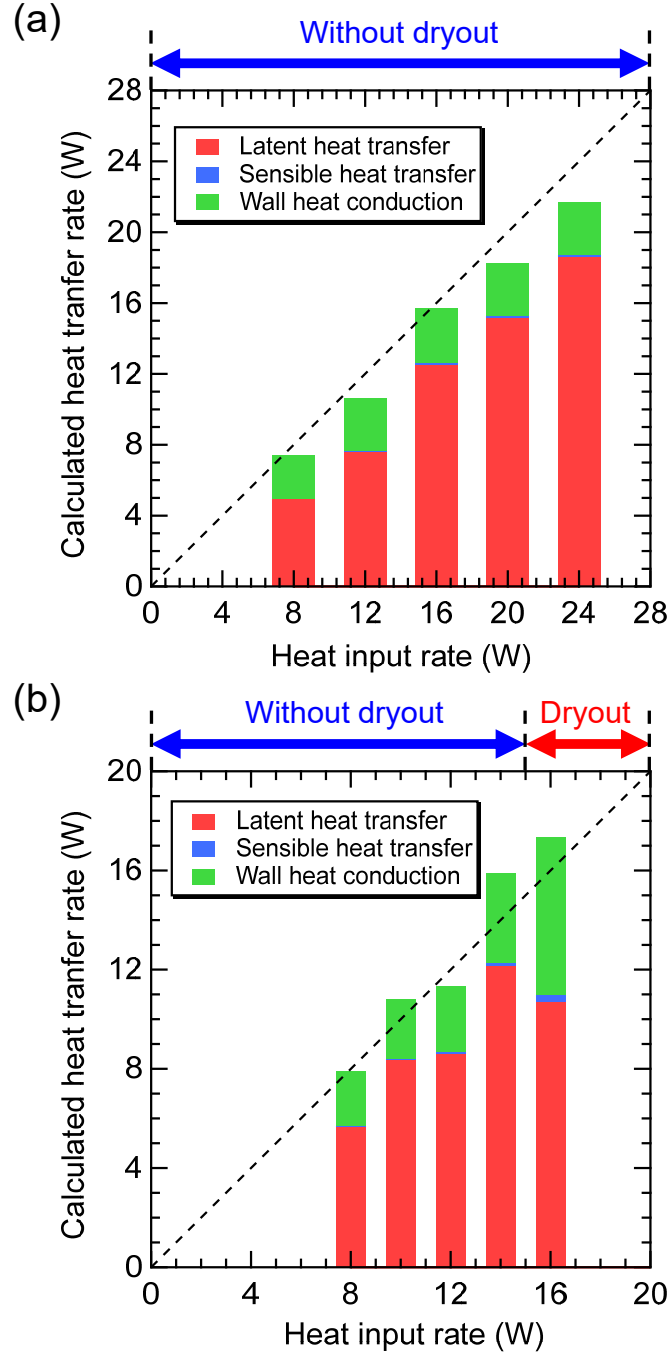 (a)
Without dryout
28
24
20
16
12
8
4
0
Calculated heat tranfer rate (W)
Latent heat transfer
Sensible heat transfer
Wall heat conduction
0 4 8 12 16 20 24 28
Heat input rate (W)
(b)
Without dryout Dryout
20
16
12
8
4
0
Calculated heat tranfer rate (W)
Latent heat transfer
Sensible heat transfer
Wall heat conduction
0 4 8 12 16 20
Heat input rate (W)